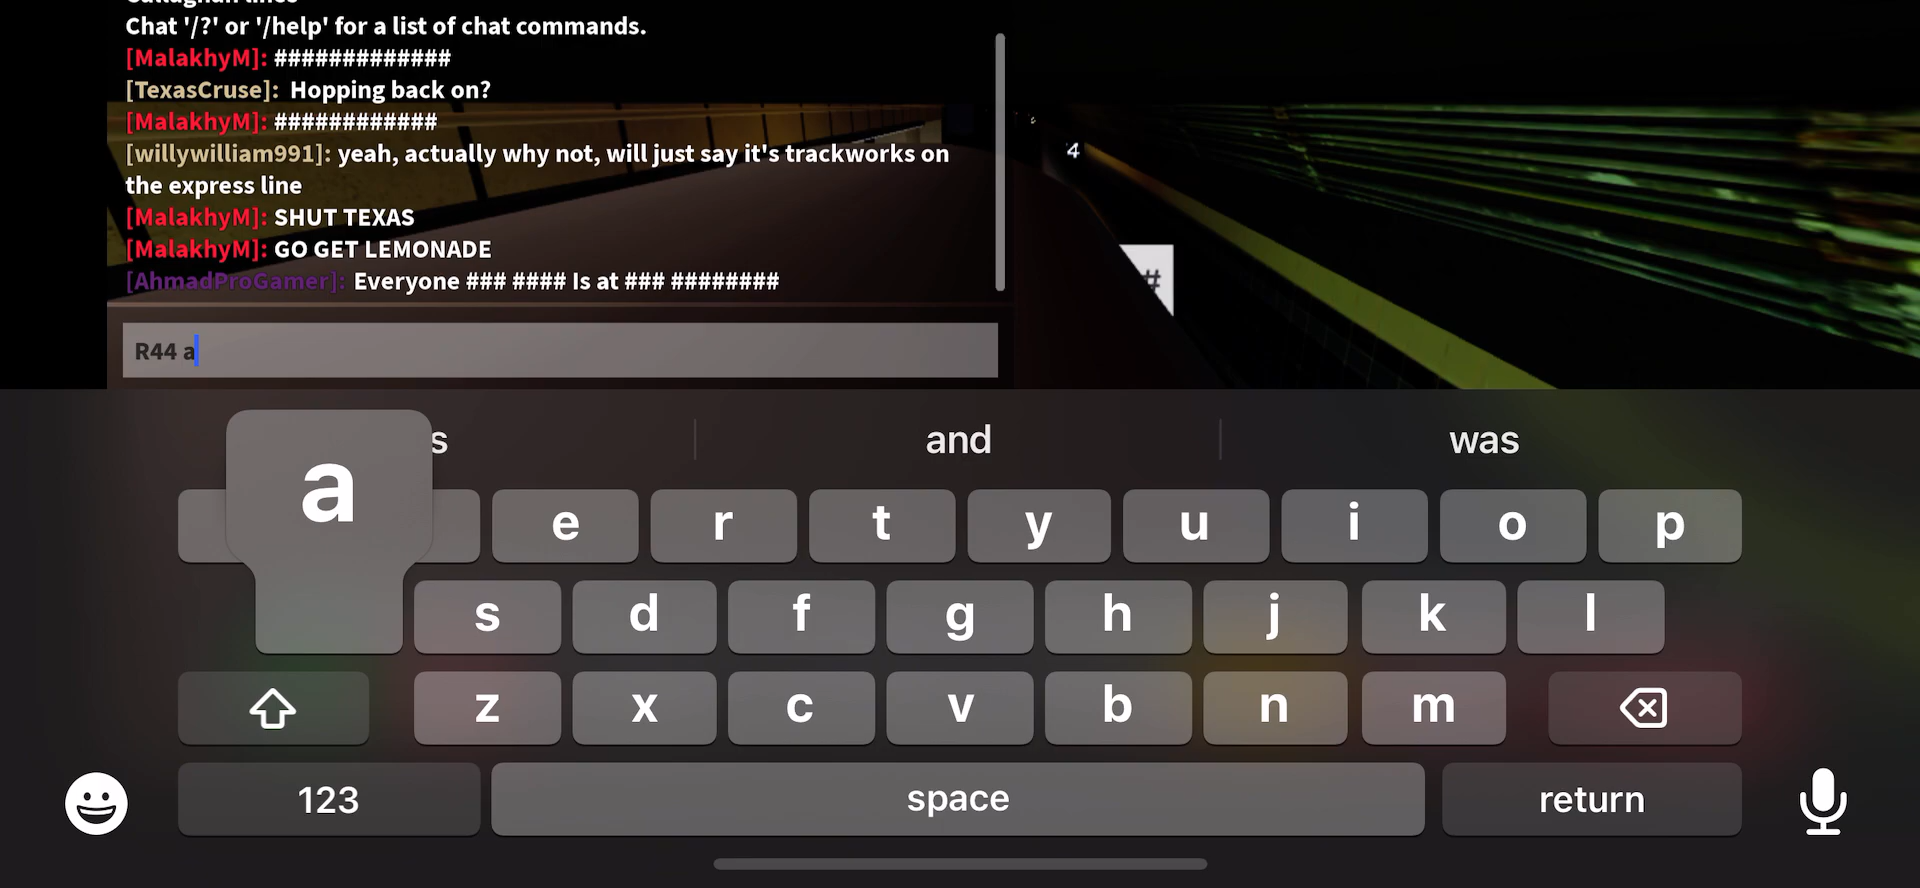 Callaghan lines
Chat '/?' or '/help' for a list of chat commands.
[MalakhyM]: #############
[TexasCruse]: Hopping back on?
[MalakhyM]: ############
[willywilliam991]: yeah, actually why not, will just say it's trackworks on
the express line
[MalakhyM]: SHUT TEXAS
[MalakhyM]: GO GET LEMONADE
[AhmadProGamer]: Everyone ### #### Is at ### ########
4
#
R44 a
s and was
a
e r t y u i o p
s d f g h j k l
z x c v b n m
123 space return